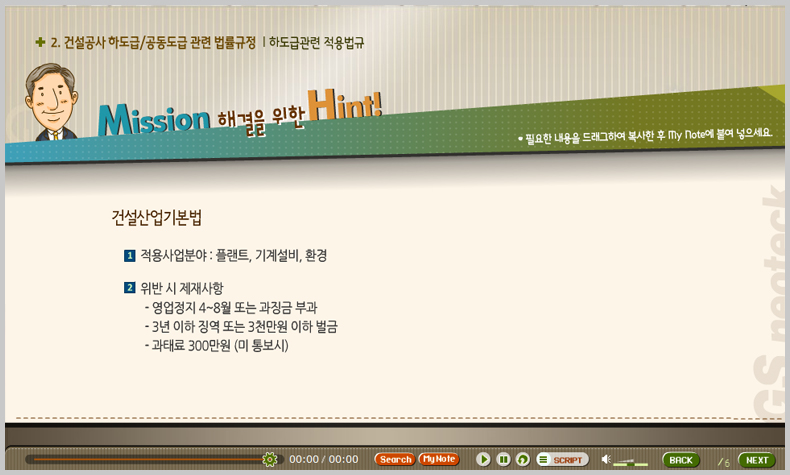 2. 건설공사 하도급/공동도급 관련 법률규정 | 하도급관련 적용법규
Mission 해결을 위한 Hint!
* 필요한 내용을 드래그하여 복사한 후 My Note에 붙여 넣으세요.
건설산업기본법
1 적용사업분야 : 플랜트, 기계설비, 환경
2 위반 시 제재사항
- 영업정지 4~8월 또는 과징금 부과
- 3년 이하 징역 또는 3천만원 이하 벌금
- 과태료 300만원 (미 통보시)
GS neoteck
00:00 / 00:00 Search My Note SCRIPT BACK /6 NEXT